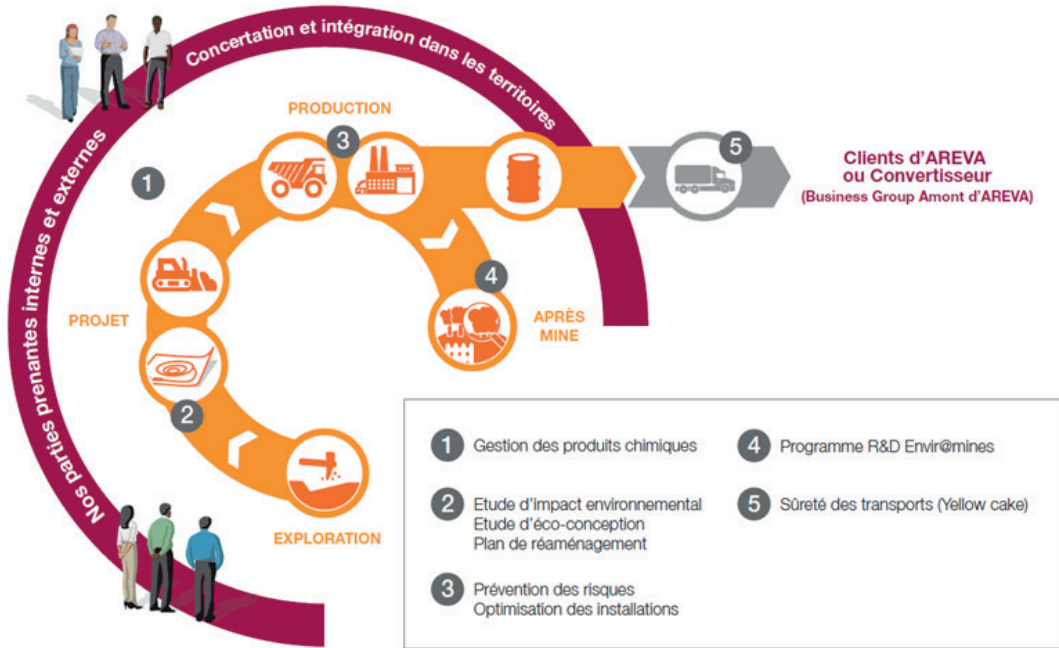 Concertation et intégration dans les territoires
Nos parties prenantes internes et externes
PRODUCTION
1
3
5
Clients d'AREVA
ou Convertisseur
(Business Group Amont d'AREVA)
4
PROJET
APRÈS
MINE
2
EXPLORATION
1 Gestion des produits chimiques
2 Etude d'impact environnemental
Etude d'éco-conception
Plan de réaménagement
3 Prévention des risques
Optimisation des installations
4 Programme R&D Envir@mines
5 Sûreté des transports (Yellow cake)